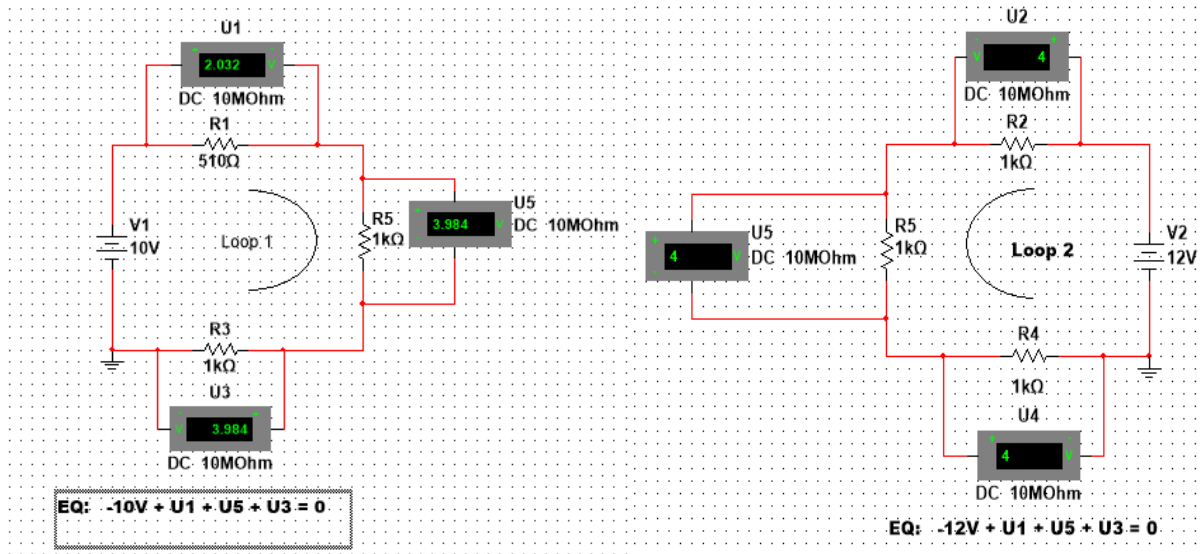 U1
+ 2.032 V -
DC 10MOhm
R1
510Ω
V1
10V
Loop 1
R5
1kΩ
U5
+ 3.984 V -
DC 10MOhm
R3
1kΩ
U3
- V 3.984 +
DC 10MOhm
EQ: -10V + U1 + U5 + U3 = 0
U2
- V 4 +
DC 10MOhm
R2
1kΩ
U5
+ 4 V -
DC 10MOhm
R5
1kΩ
Loop 2
V2
12V
R4
1kΩ
U4
+ 4 V -
DC 10MOhm
EQ: -12V + U1 + U5 + U3 = 0